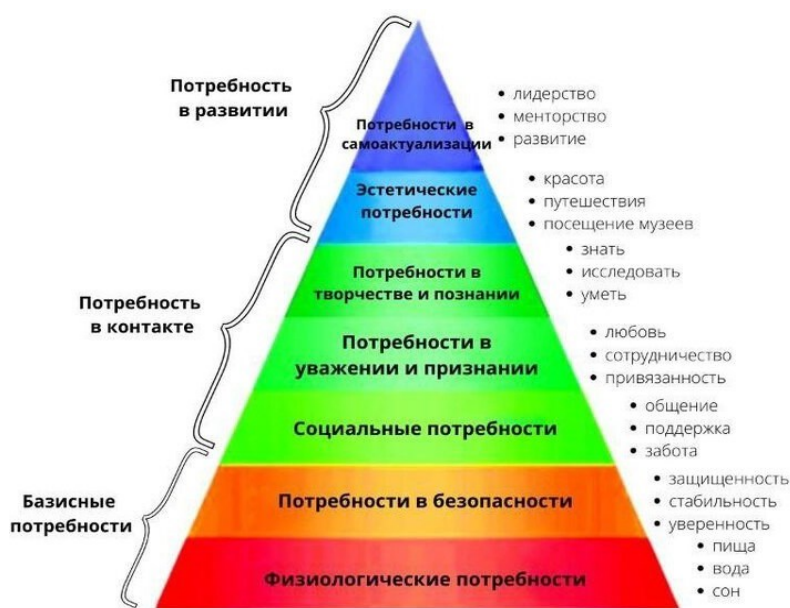 Потребность
в развитии
Потребности в
самоактуализации
• лидерство
• менторство
• развитие
Эстетические
потребности
• красота
• путешествия
• посещение музеев
Потребность
в контакте
Потребности в
творчестве и познании
• знать
• исследовать
• уметь
Потребности в
уважении и признании
• любовь
• сотрудничество
• привязанность
Социальные потребности
• общение
• поддержка
• забота
Базисные
потребности
Потребности в безопасности
• защищенность
• стабильность
• уверенность
Физиологические потребности
• пища
• вода
• сон